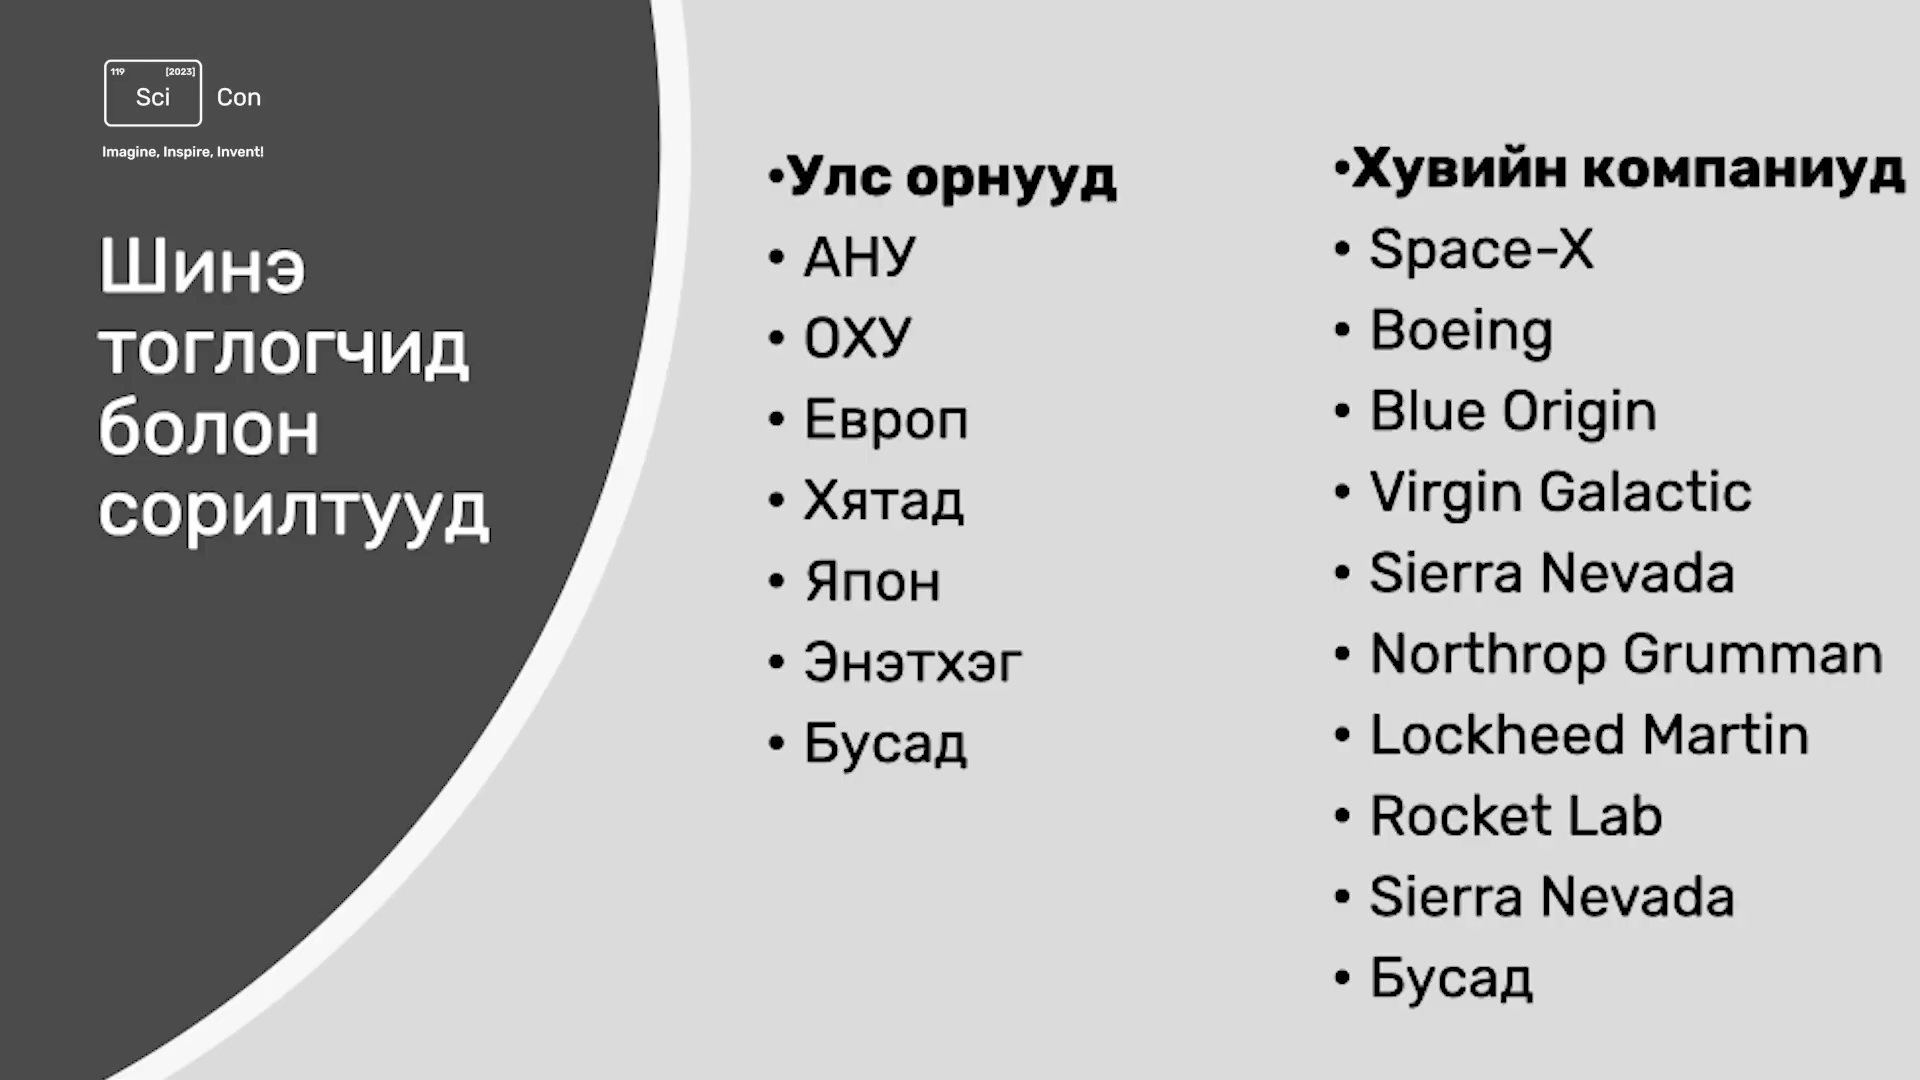 119 [2023]
Sci Con
Imagine, Inspire, Invent!
Шинэ
тоглогчид
болон
сорилтууд
•Улс орнууд
• АНУ
• ОХУ
• Европ
• Хятад
• Япон
• Энэтхэг
• Бусад
•Хувийн компаниуд
• Space-X
• Boeing
• Blue Origin
• Virgin Galactic
• Sierra Nevada
• Northrop Grumman
• Lockheed Martin
• Rocket Lab
• Sierra Nevada
• Бусад